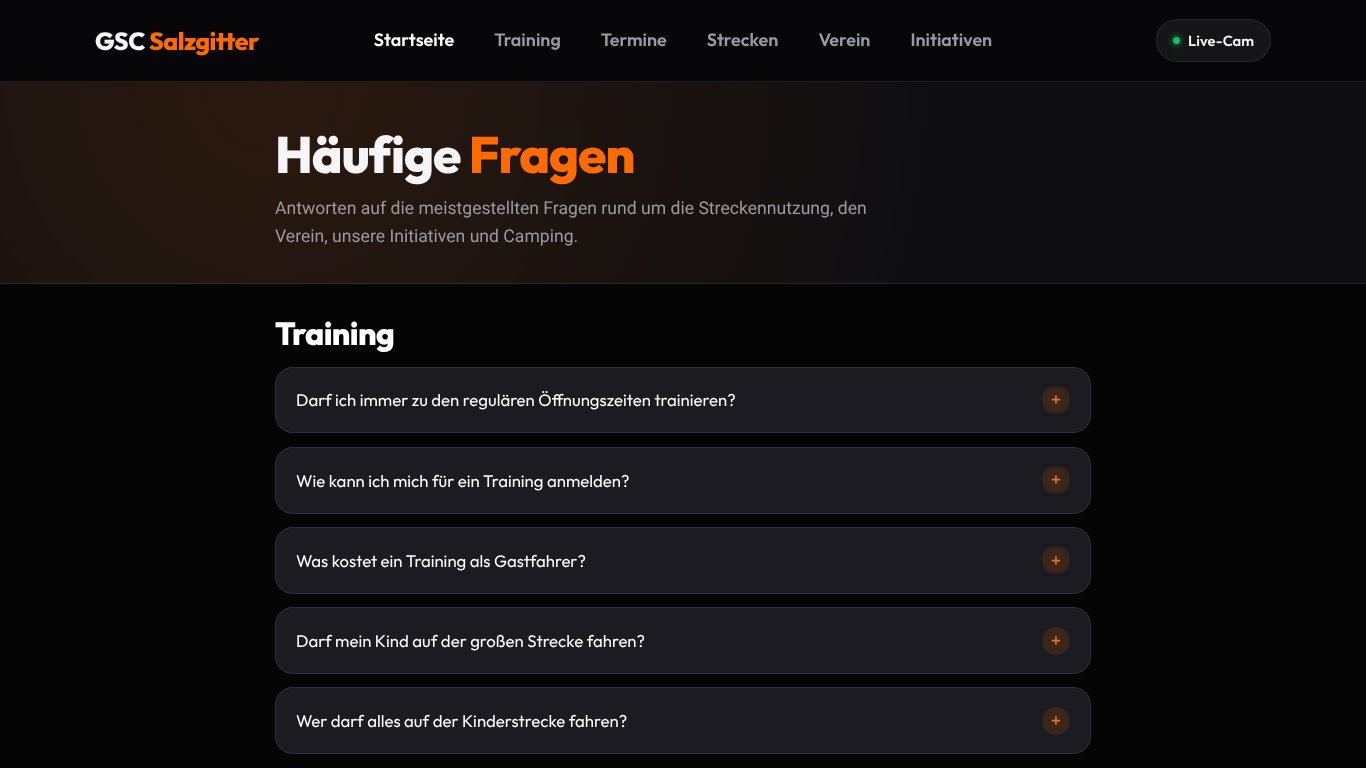 GSC Salzgitter
Startseite
Training
Termine
Strecken
Verein
Initiativen
Live-Cam
Häufige Fragen
Antworten auf die meistgestellten Fragen rund um die Streckennutzung, den
Verein, unsere Initiativen und Camping.
Training
Darf ich immer zu den regulären Öffnungszeiten trainieren?
+
Wie kann ich mich für ein Training anmelden?
+
Was kostet ein Training als Gastfahrer?
+
Darf mein Kind auf der großen Strecke fahren?
+
Wer darf alles auf der Kinderstrecke fahren?
+